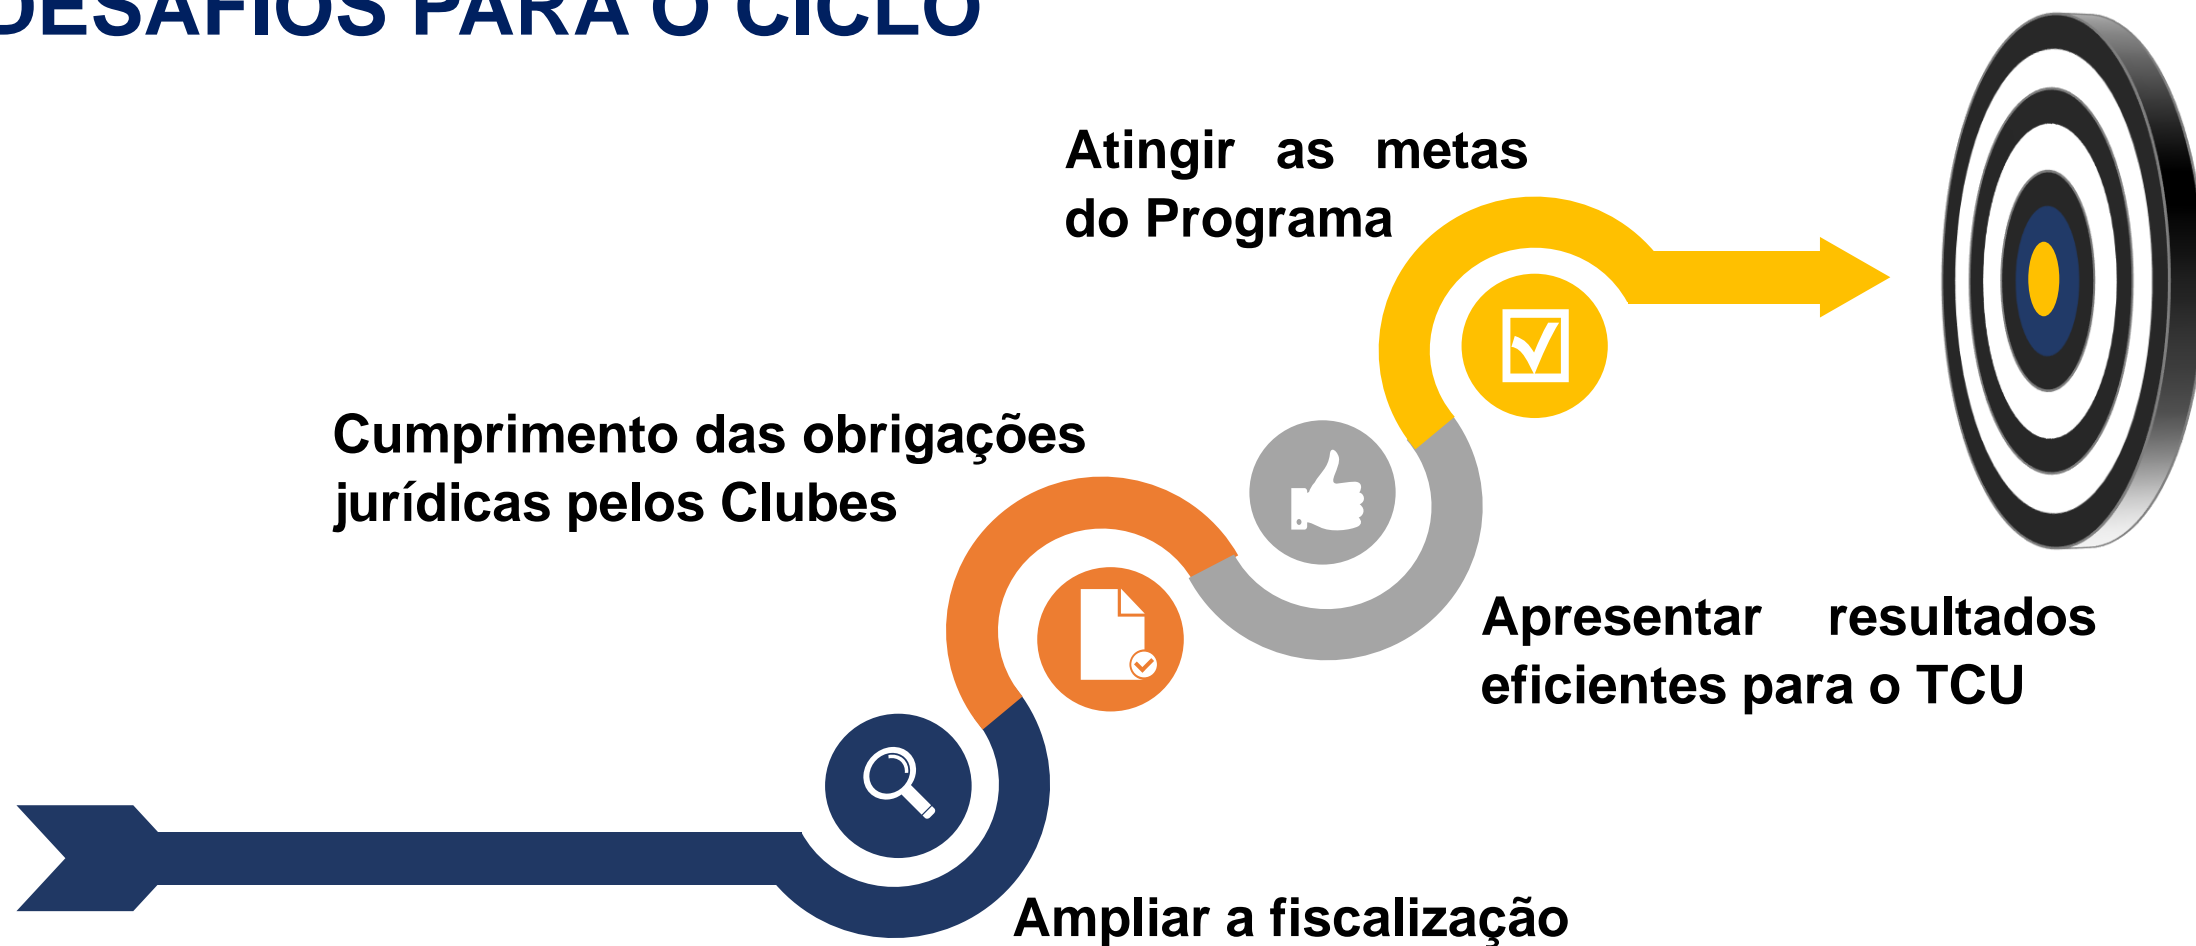 DESAFIOS PARA O CICLO
Atingir as metas
do Programa
Cumprimento das obrigações
jurídicas pelos Clubes
Apresentar resultados
eficientes para o TCU
Ampliar a fiscalização